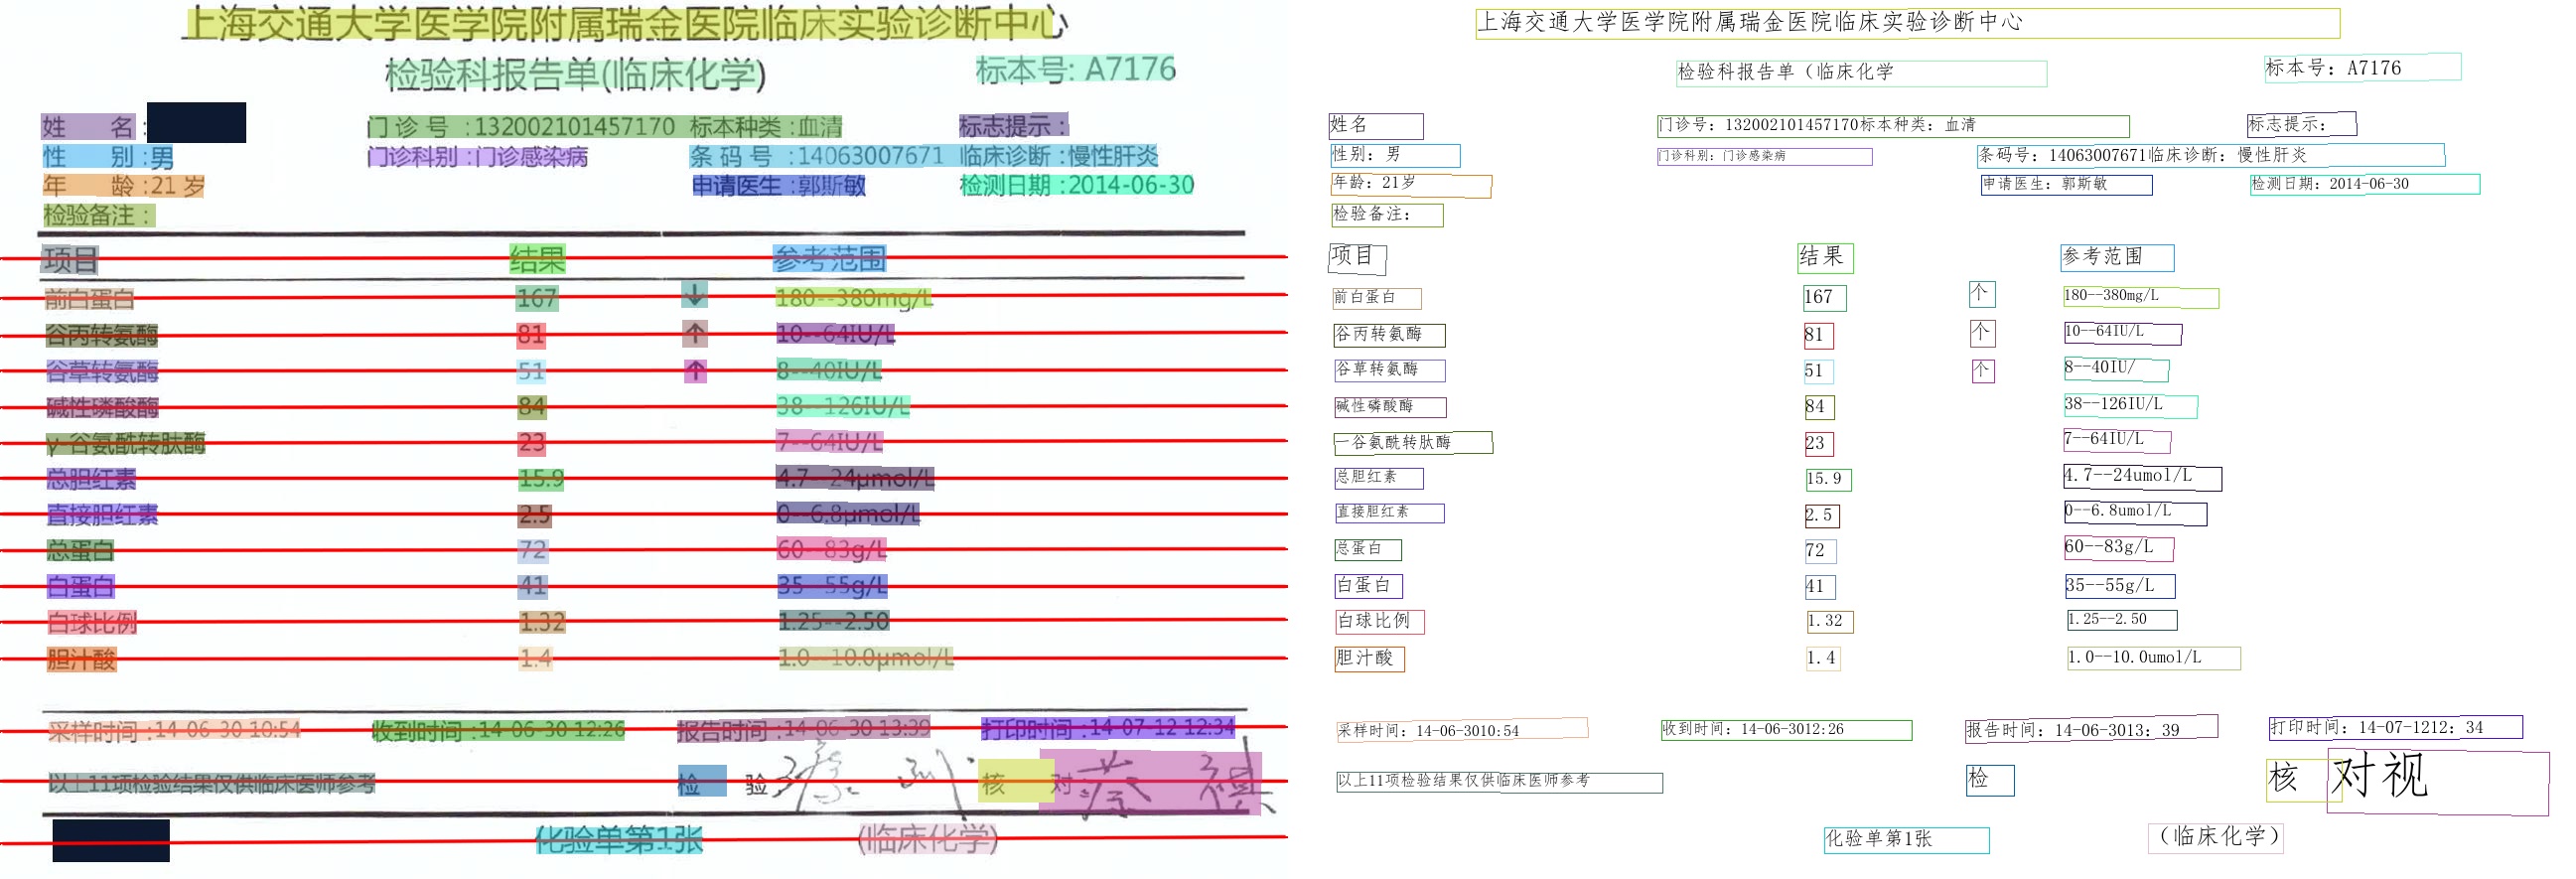 上海交通大学医学院附属瑞金医院临床实验诊断中心
检验科报告单(临床化学) 标本号: A7176
姓 名 :
门 诊 号 :132002101457170 标本种类 :血清 标志提示 :
性 别 :男 门诊科别 :门诊感染病 条 码 号 :14063007671 临床诊断 :慢性肝炎
年 龄 :21 岁 申请医生 :郭斯敏 检测日期 :2014-06-30
检验备注 :
项目 结果 参考范围
前白蛋白 167 ↓ 180--380mg/L
谷丙转氨酶 81 ↑ 10--64IU/L
谷草转氨酶 51 ↑ 8--40IU/L
碱性磷酸酶 84 38--126IU/L
γ-谷氨酰转肽酶 23 7--64IU/L
总胆红素 15.9 4.7--24μmol/L
直接胆红素 2.5 0--6.8μmol/L
总蛋白 72 60--83g/L
白蛋白 41 35--55g/L
白球比例 1.32 1.25--2.50
胆汁酸 1.4 1.0--10.0μmol/L
采样时间 :14-06-30 10:54 收到时间 :14-06-30 12:26 报告时间 :14-06-30 13:39 打印时间 :14-07-12 12:34
以上11项检验结果仅供临床医师参考 检 验 核 对
化验单第1张 (临床化学)
上海交通大学医学院附属瑞金医院临床实验诊断中心
检验科报告单（临床化学 标本号：A7176
姓名 门诊号：132002101457170标本种类：血清 标志提示：
性别：男 门诊科别：门诊感染病 条码号：14063007671临床诊断：慢性肝炎
年龄：21岁 申请医生：郭斯敏 检测日期：2014-06-30
检验备注：
项目 结果 参考范围
前白蛋白 167 个 180--380mg/L
谷丙转氨酶 81 个 10--64IU/L
谷草转氨酶 51 个 8--40IU/
碱性磷酸酶 84 38--126IU/L
一谷氨酰转肽酶 23 7--64IU/L
总胆红素 15.9 4.7--24umol/L
直接胆红素 2.5 0--6.8umol/L
总蛋白 72 60--83g/L
白蛋白 41 35--55g/L
白球比例 1.32 1.25--2.50
胆汁酸 1.4 1.0--10.0umol/L
采样时间：14-06-3010:54 收到时间：14-06-3012:26 报告时间：14-06-3013：39 打印时间：14-07-1212：34
以上11项检验结果仅供临床医师参考 检 核 对视
化验单第1张 （临床化学）